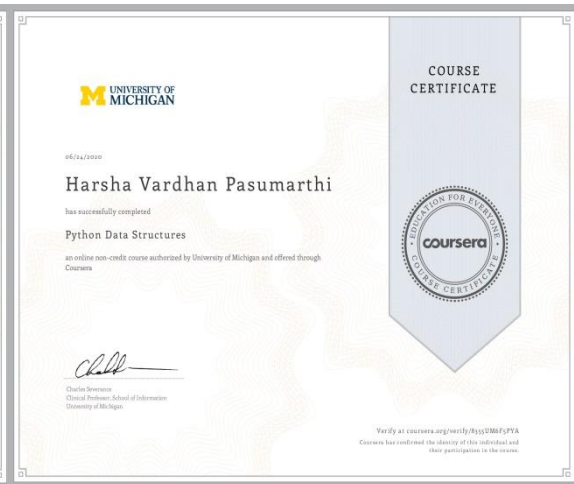 UNIVERSITY OF
MICHIGAN
06/24/2020
Harsha Vardhan Pasumarthi
has successfully completed
Python Data Structures
an online non-credit course authorized by University of Michigan and offered through
Coursera
Charles Severance
Clinical Professor, School of Information
University of Michigan
COURSE
CERTIFICATE
EDUCATION FOR EVERYONE
coursera
COURSE CERTIFICATE
Verify at coursera.org/verify/8355UM6F5PYA
Coursera has confirmed the identity of this individual and
their participation in the course.